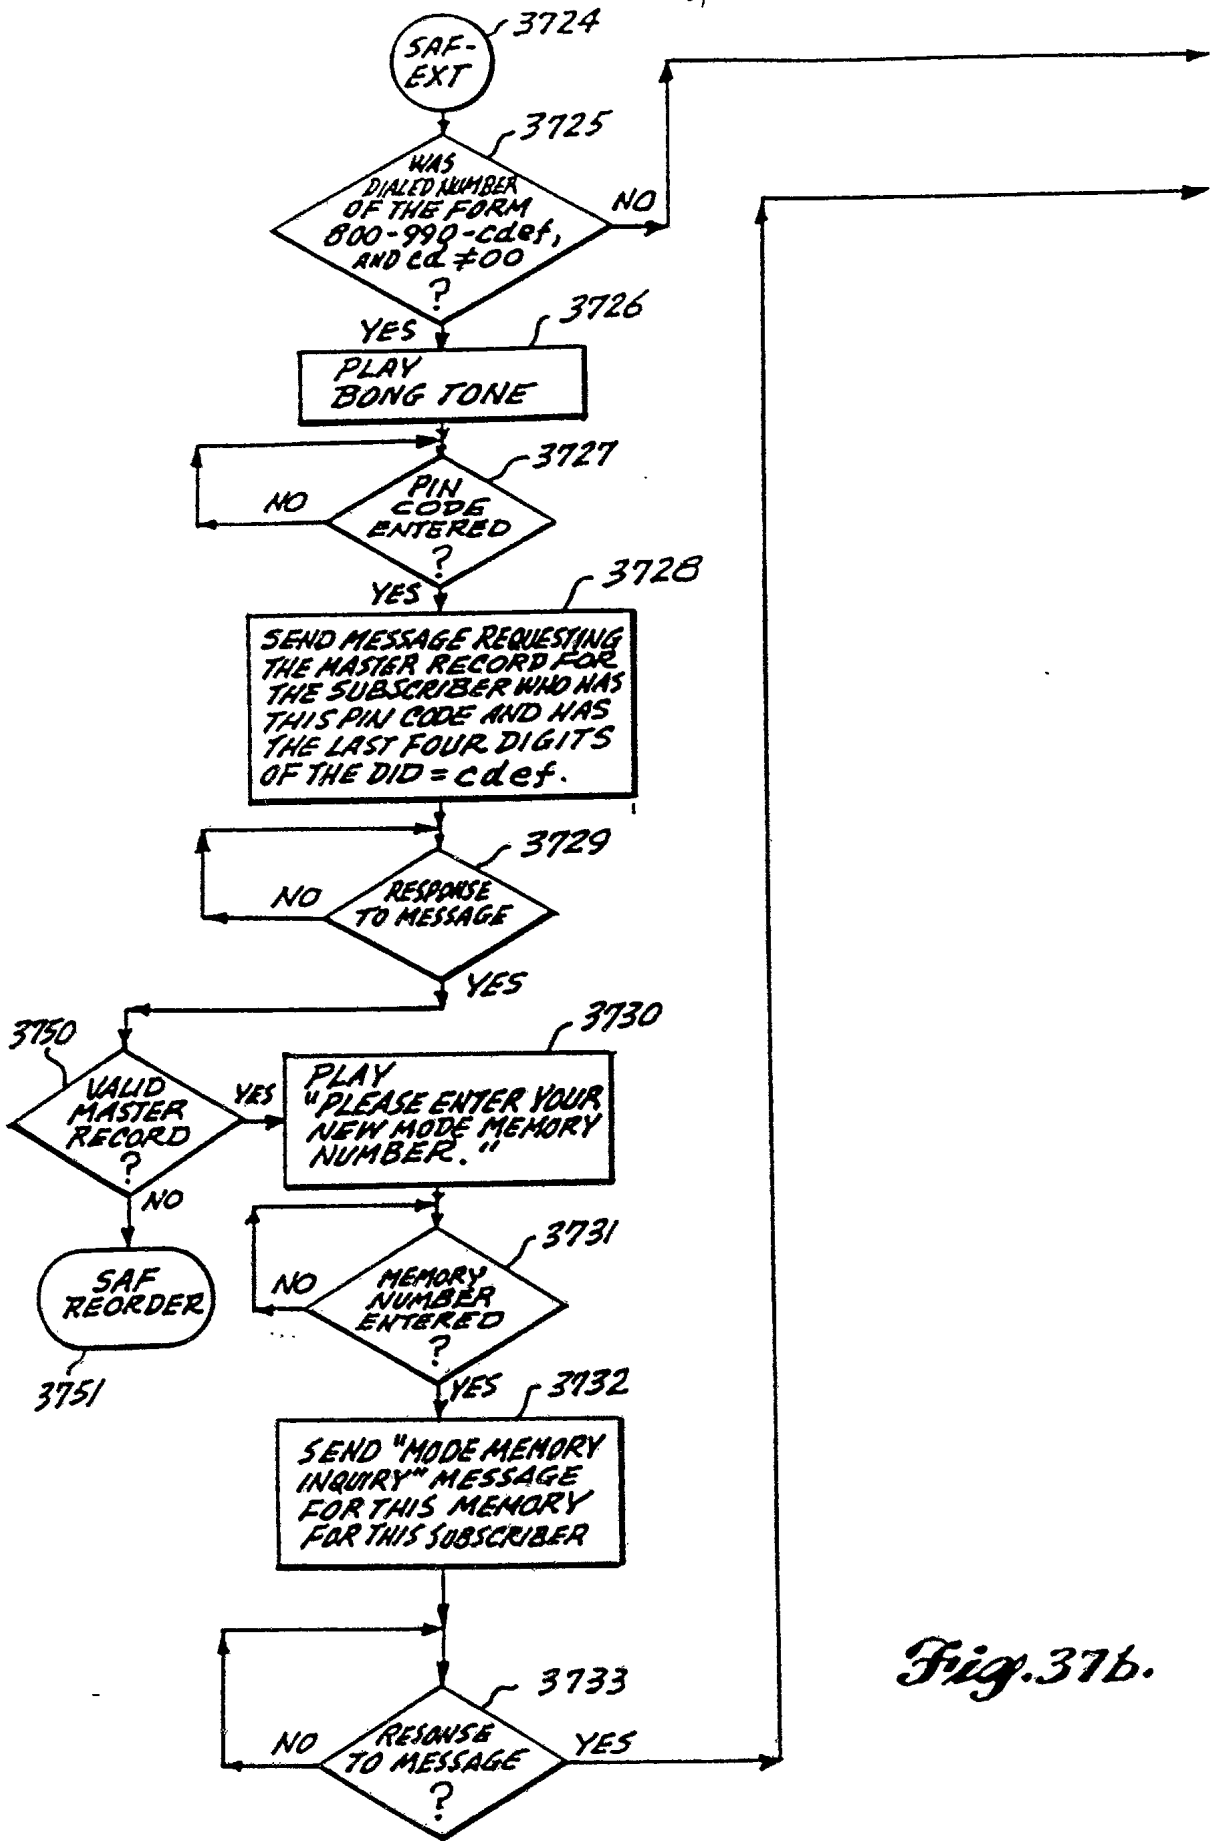 3724
SAF-
EXT
3725
WAS
DIALED NUMBER
OF THE FORM
800-990-cdef,
AND cd ≠ 00
?
NO
YES
3726
PLAY
BONG TONE
3727
PIN
CODE
ENTERED
?
NO
YES
3728
SEND MESSAGE REQUESTING
THE MASTER RECORD FOR
THE SUBSCRIBER WHO HAS
THIS PIN CODE AND HAS
THE LAST FOUR DIGITS
OF THE DID = cdef.
3729
RESPONSE
TO MESSAGE
NO
YES
3750
VALID
MASTER
RECORD
?
YES
NO
3730
PLAY
"PLEASE ENTER YOUR
NEW MODE MEMORY
NUMBER."
SAF
REORDER
3751
3731
MEMORY
NUMBER
ENTERED
?
NO
YES
3732
SEND "MODE MEMORY
INQUIRY" MESSAGE
FOR THIS MEMORY
FOR THIS SUBSCRIBER
3733
RESONSE
TO MESSAGE
?
NO
YES
Fig. 37b.